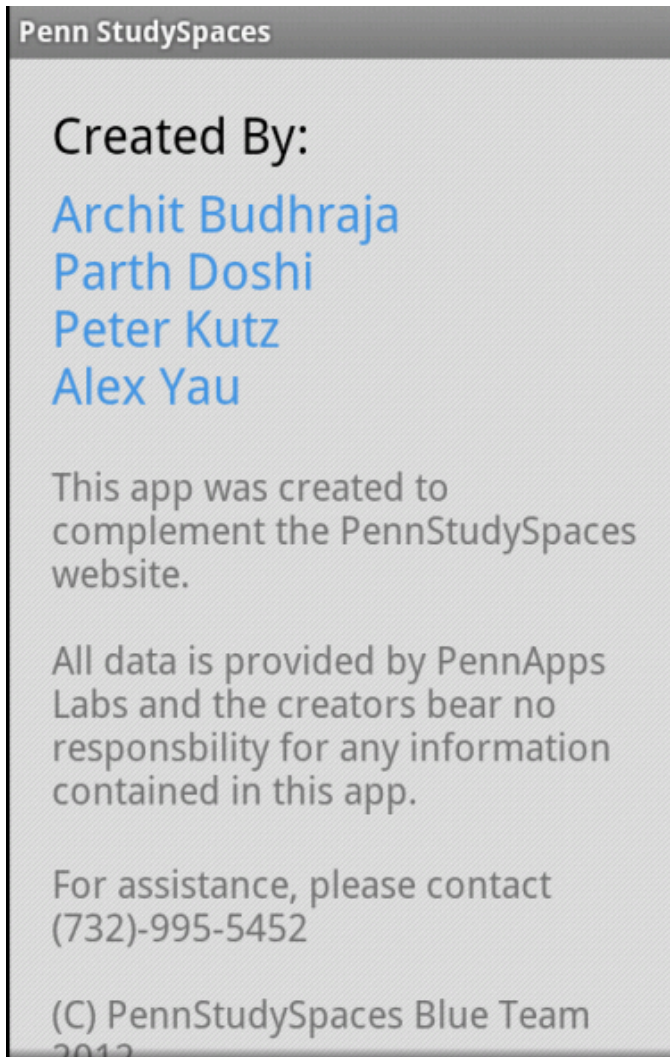 Penn StudySpaces
Created By:
Archit Budhraja
Parth Doshi
Peter Kutz
Alex Yau
This app was created to
complement the PennStudySpaces
website.
All data is provided by PennApps
Labs and the creators bear no
responsbility for any information
contained in this app.
For assistance, please contact
(732)-995-5452
(C) PennStudySpaces Blue Team
2012